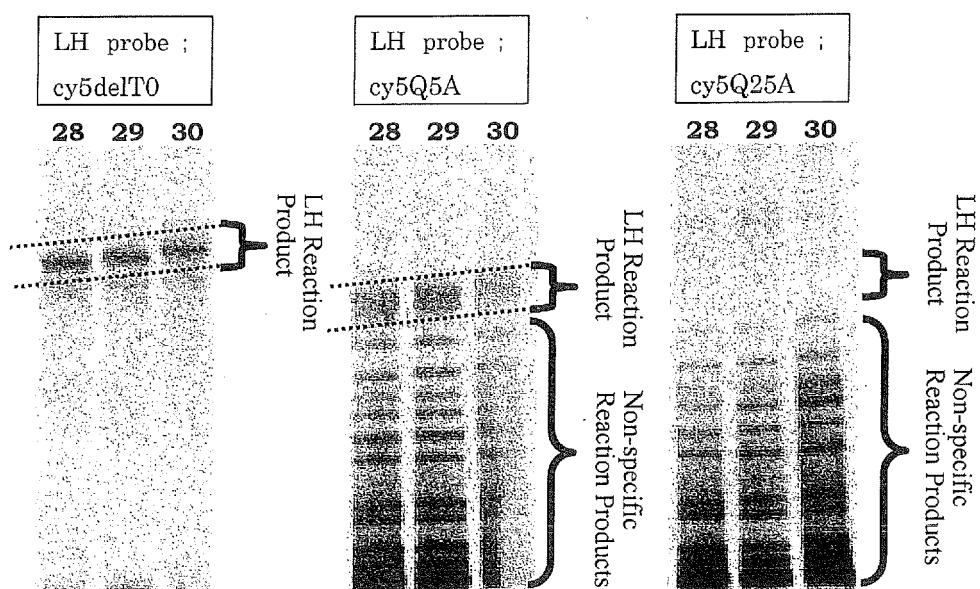 LH probe ;
cy5delT0
28 29 30
LH Reaction
Product
LH probe ;
cy5Q5A
28 29 30
LH Reaction
Product
Non-specific
Reaction Products
LH probe ;
cy5Q25A
28 29 30
LH Reaction
Product
Non-specific
Reaction Products